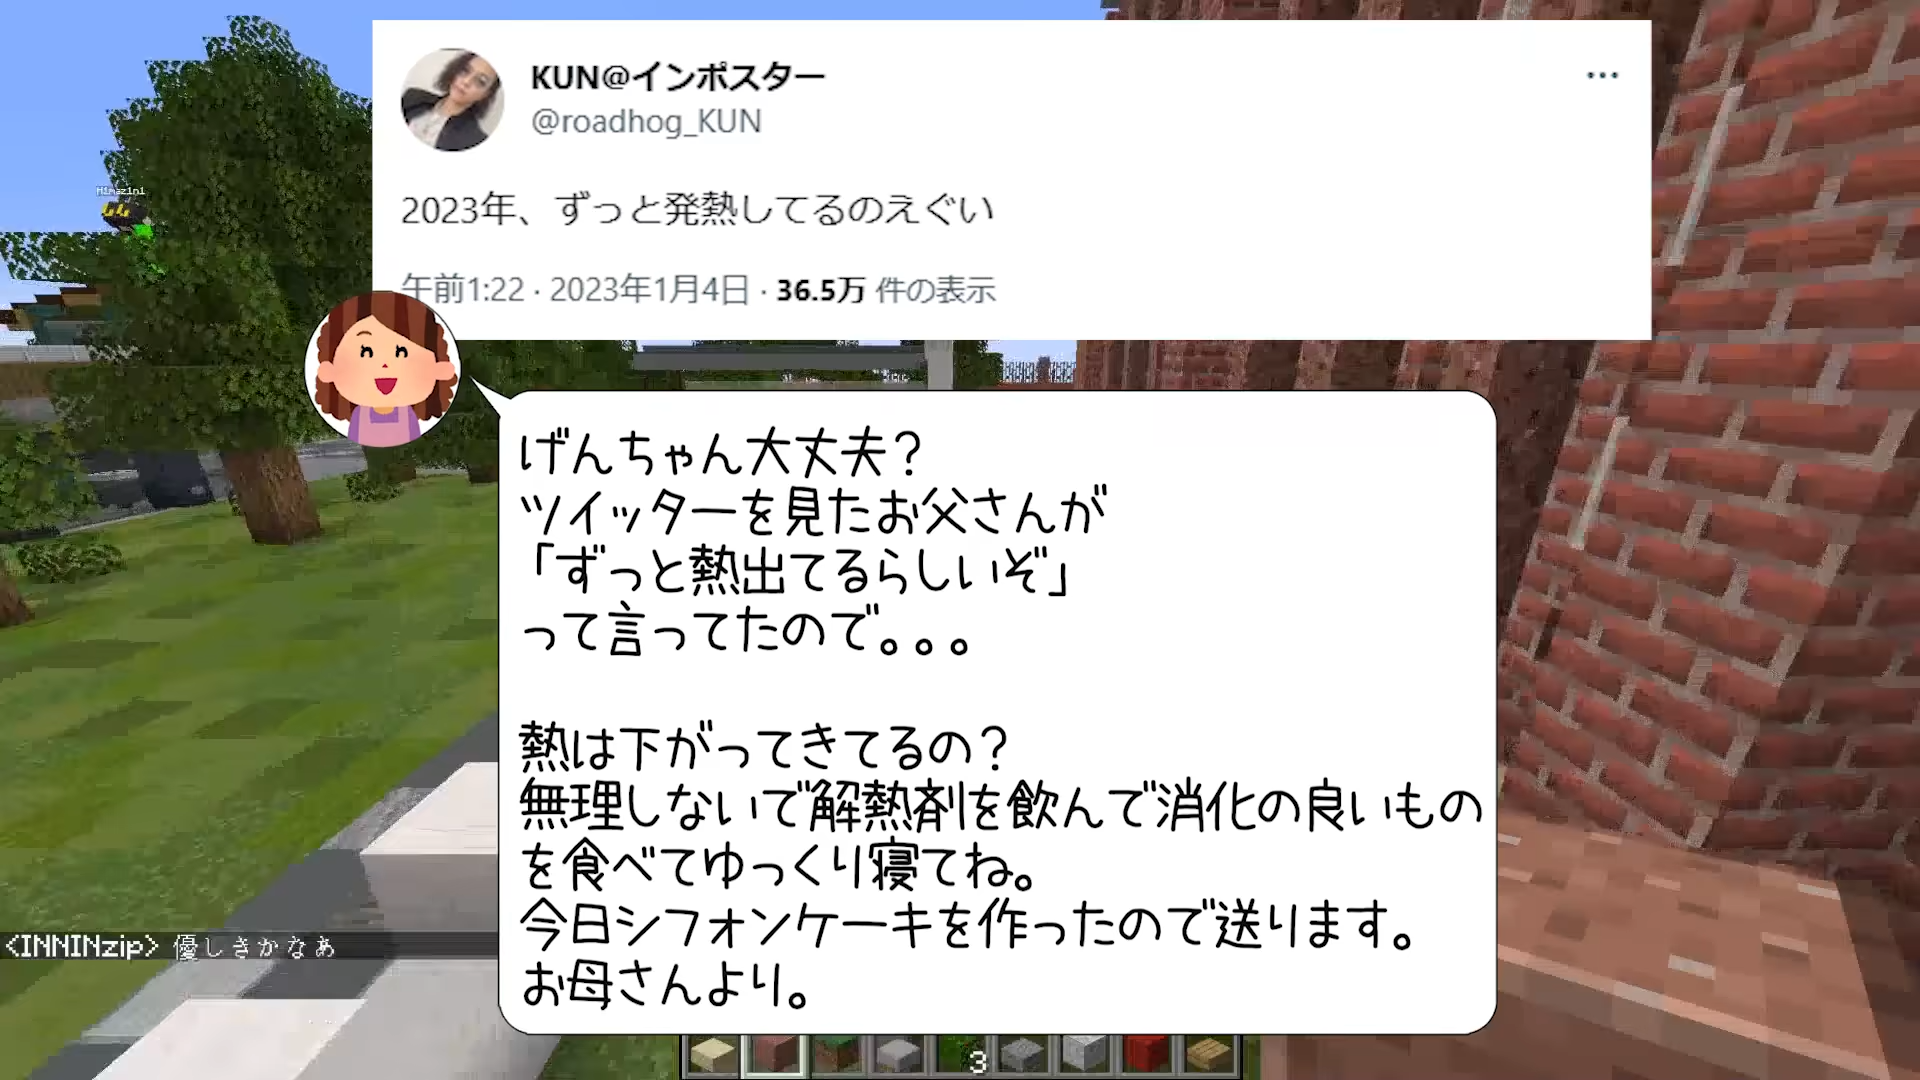 KUN@インポスター
@roadhog_KUN
2023年、ずっと発熱してるのえぐい
午前1:22 · 2023年1月4日 · 36.5万 件の表示
H1maz1n1
げんちゃん大丈夫？
ツイッターを見たお父さんが
「ずっと熱出てるらしいぞ」
って言ってたので。。。
熱は下がってきてるの？
無理しないで解熱剤を飲んで消化の良いもの
を食べてゆっくり寝てね。
今日シフォンケーキを作ったので送ります。
お母さんより。
<ININNzip> 優しきかなあ
3